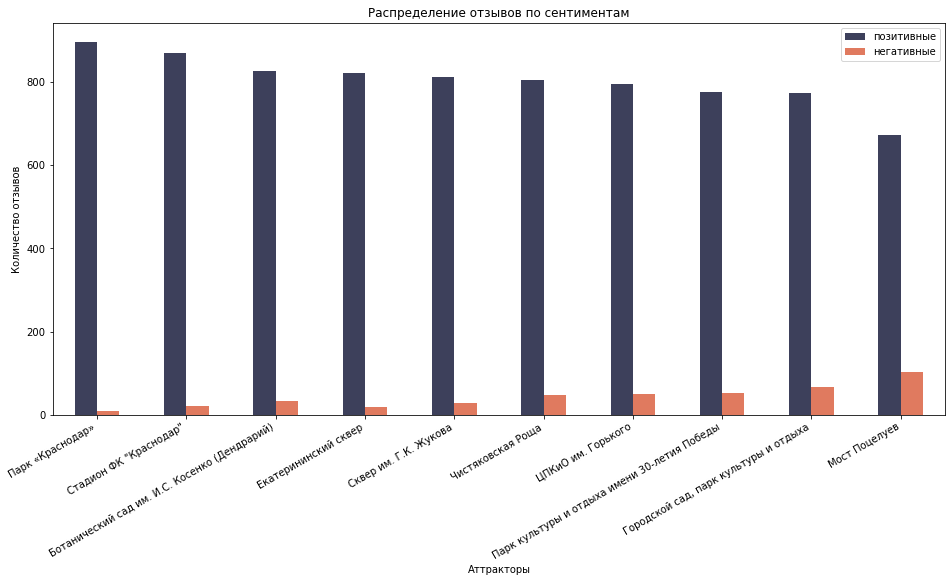 Распределение отзывов по сентиментам
позитивные
негативные
Количество отзывов
800
600
400
200
0
Парк «Краснодар»
Стадион ФК "Краснодар"
Ботанический сад им. И.С. Косенко (Дендрарий)
Екатерининский сквер
Сквер им. Г.К. Жукова
Чистяковская Роща
ЦПКиО им. Горького
Парк культуры и отдыха имени 30-летия Победы
Городской сад, парк культуры и отдыха
Мост Поцелуев
Аттракторы